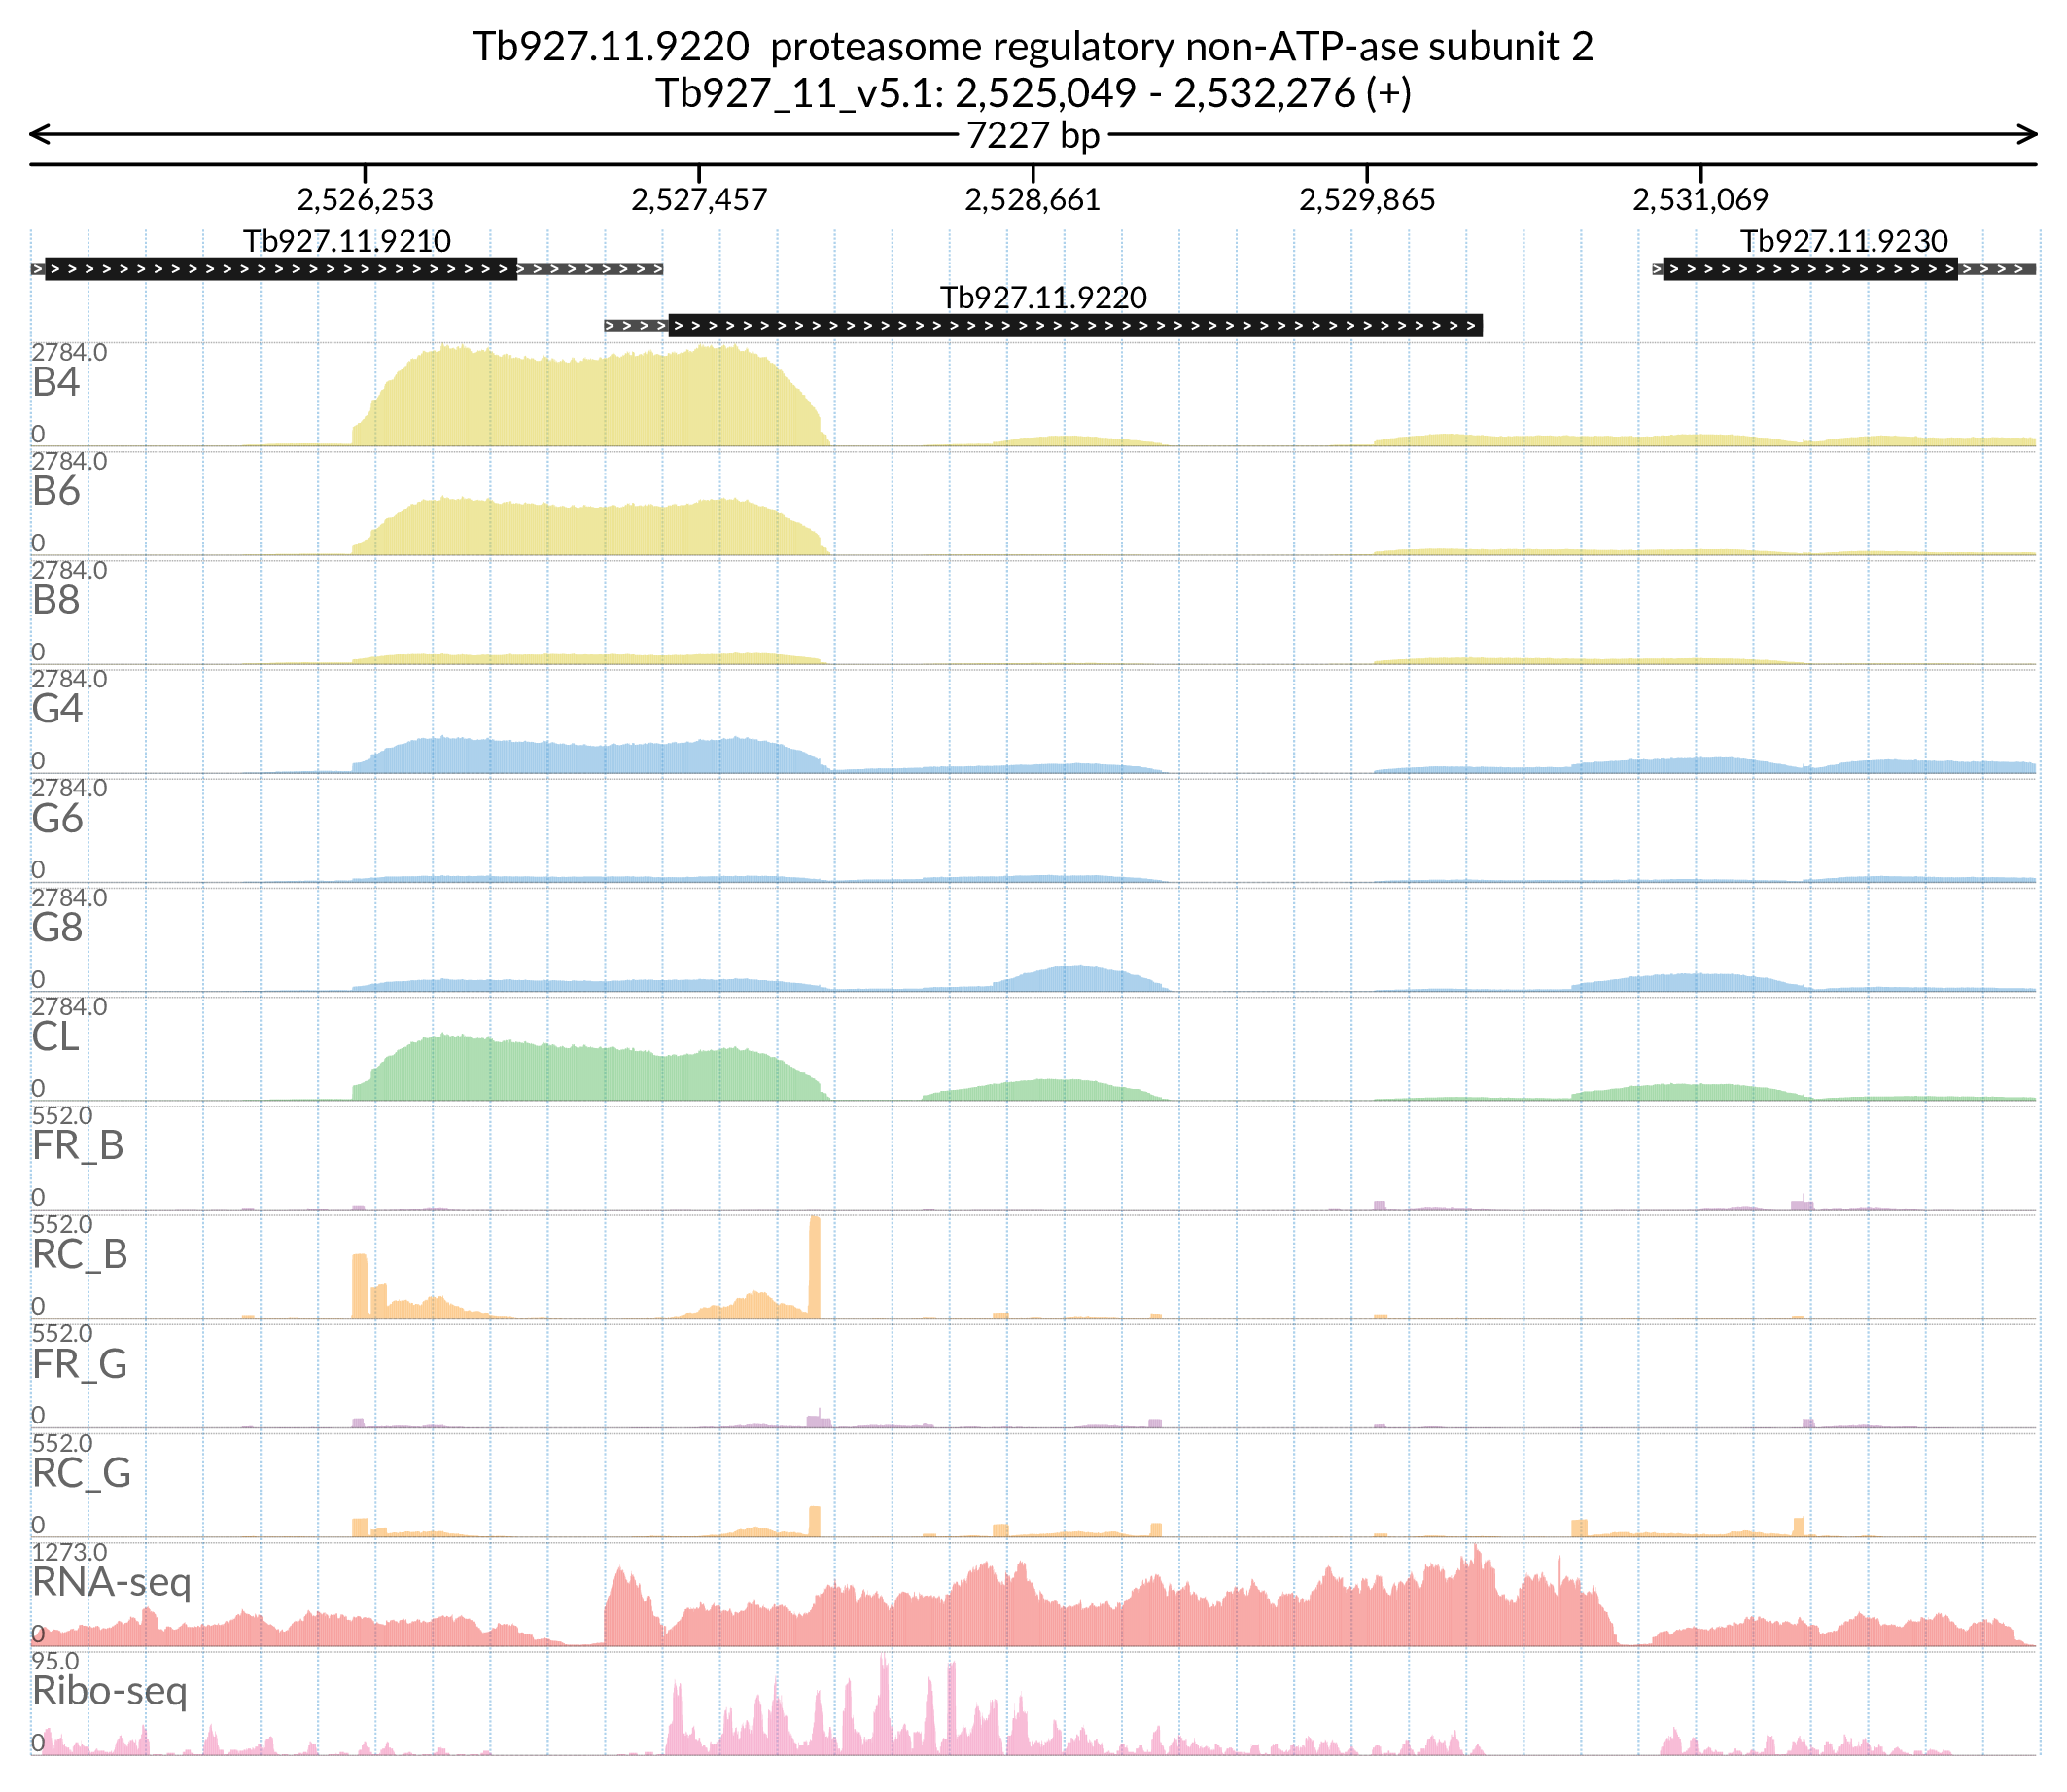 Tb927.11.9220 proteasome regulatory non-ATP-ase subunit 2
Tb927_11_v5.1: 2,525,049 - 2,532,276 (+)
7227 bp
2,526,253 2,527,457 2,528,661 2,529,865 2,531,069
Tb927.11.9210 Tb927.11.9230
Tb927.11.9220
2784.0
B4
0
2784.0
B6
0
2784.0
B8
0
2784.0
G4
0
2784.0
G6
0
2784.0
G8
0
2784.0
CL
0
552.0
FR_B
0
552.0
RC_B
0
552.0
FR_G
0
552.0
RC_G
0
1273.0
RNA-seq
0
95.0
Ribo-seq
0